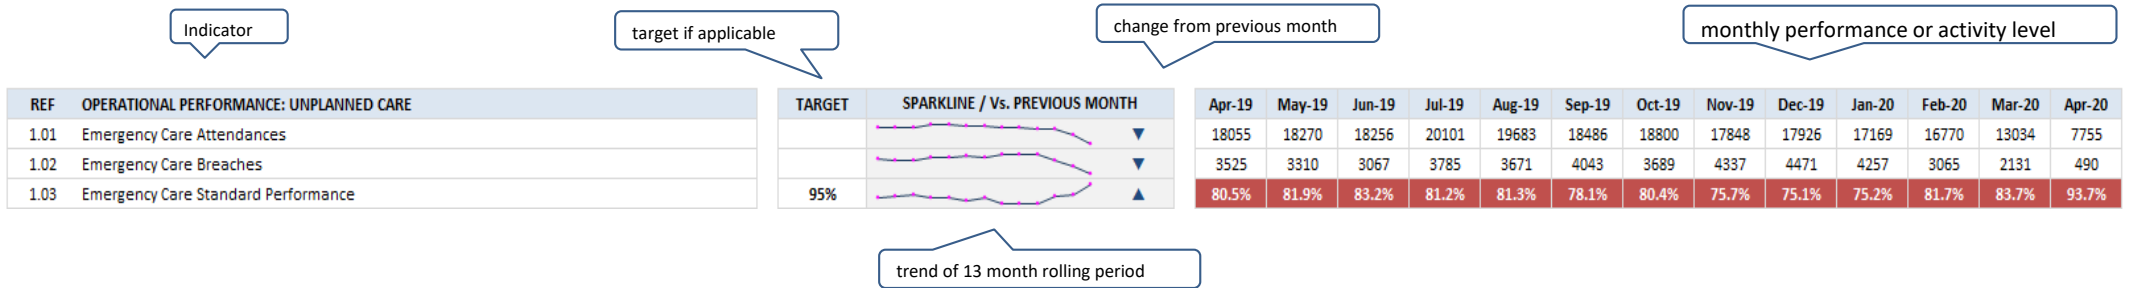 Indicator
target if applicable
change from previous month
monthly performance or activity level
REF OPERATIONAL PERFORMANCE: UNPLANNED CARE TARGET SPARKLINE / Vs. PREVIOUS MONTH Apr-19 May-19 Jun-19 Jul-19 Aug-19 Sep-19 Oct-19 Nov-19 Dec-19 Jan-20 Feb-20 Mar-20 Apr-20
1.01 Emergency Care Attendances ▼ 18055 18270 18256 20101 19683 18486 18800 17848 17926 17169 16770 13034 7755
1.02 Emergency Care Breaches ▼ 3525 3310 3067 3785 3671 4043 3689 4337 4471 4257 3065 2131 490
1.03 Emergency Care Standard Performance 95% ▲ 80.5% 81.9% 83.2% 81.2% 81.3% 78.1% 80.4% 75.7% 75.1% 75.2% 81.7% 83.7% 93.7%
trend of 13 month rolling period